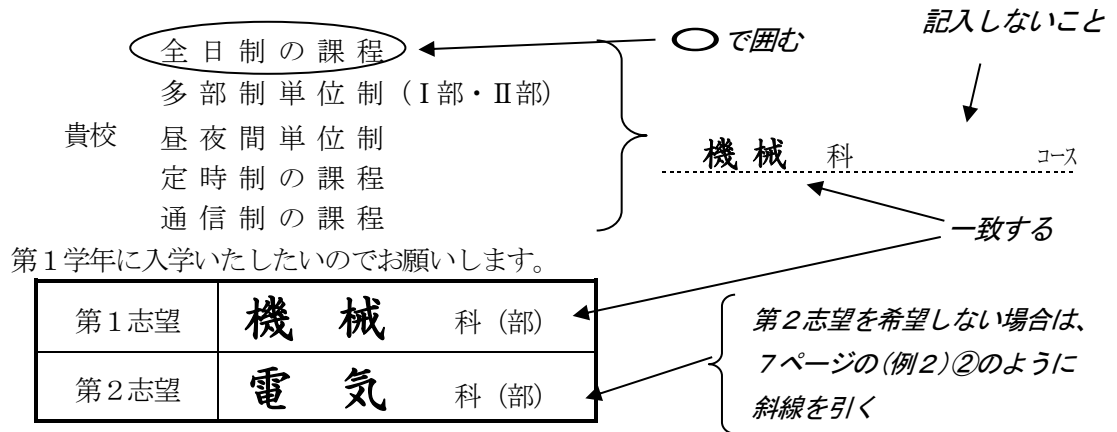 記入しないこと
全日制の課程
○で囲む
多部制単位制（Ⅰ部・Ⅱ部）
貴校 昼夜間単位制
機械 科 コース
定時制の課程
通信制の課程
一致する
第１学年に入学いたしたいのでお願いします。
第１志望 機械 科（部）
第２志望 電気 科（部）
第２志望を希望しない場合は、
７ページの(例２)②のように
斜線を引く